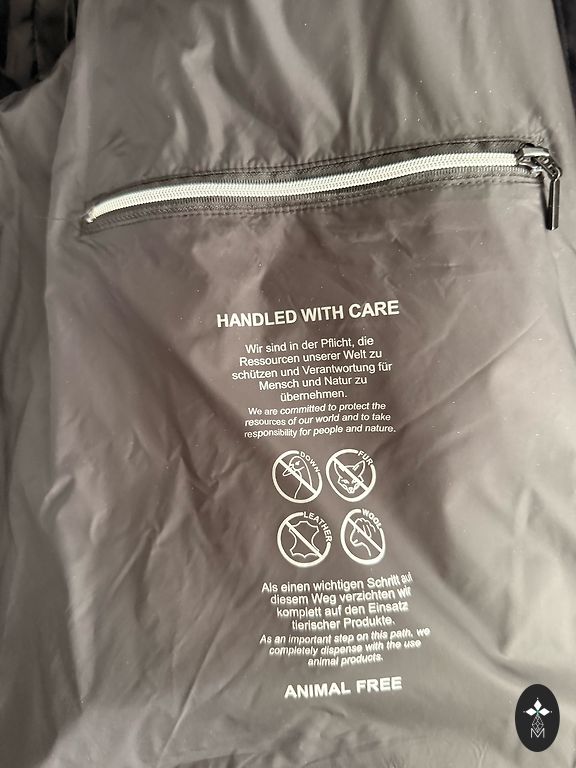 HANDLED WITH CARE
Wir sind in der Pflicht, die
Ressourcen unserer Welt zu
schützen und Verantwortung für
Mensch und Natur zu
übernehmen.
We are committed to protect the
resources of our world and to take
responsibility for people and nature.
DOWN
FUR
LEATHER
WOOL
Als einen wichtigen Schritt auf
diesem Weg verzichten wir
komplett auf den Einsatz
tierischer Produkte.
As an important step on this path, we
completely dispense with the use
animal products.
ANIMAL FREE
M